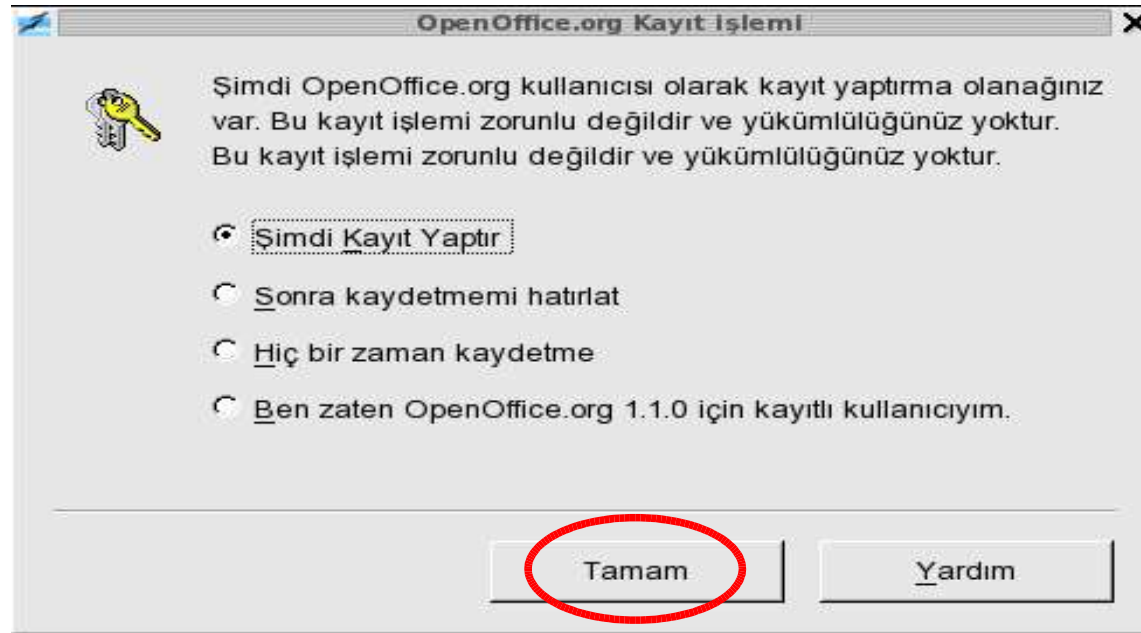 OpenOffice.org Kayıt işlemi
Şimdi OpenOffice.org kullanıcısı olarak kayıt yaptırma olanağınız
var. Bu kayıt işlemi zorunlu değildir ve yükümlülüğünüz yoktur.
Bu kayıt işlemi zorunlu değildir ve yükümlülüğünüz yoktur.
Şimdi Kayıt Yaptır
Sonra kaydetmemi hatırlat
Hiç bir zaman kaydetme
Ben zaten OpenOffice.org 1.1.0 için kayıtlı kullanıcıyım.
Tamam
Yardım